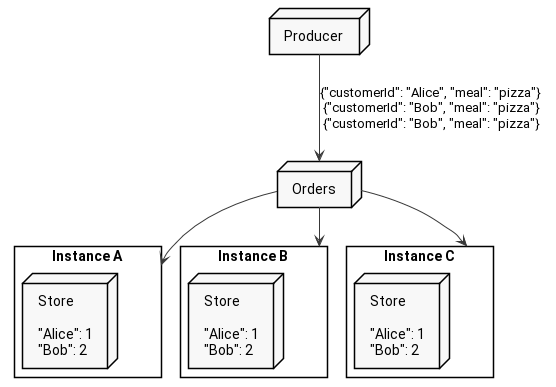 Producer
{"customerId": "Alice", "meal": "pizza"}
{"customerId": "Bob", "meal": "pizza"}
{"customerId": "Bob", "meal": "pizza"}
Orders
Instance A
Store
"Alice": 1
"Bob": 2
Instance B
Store
"Alice": 1
"Bob": 2
Instance C
Store
"Alice": 1
"Bob": 2